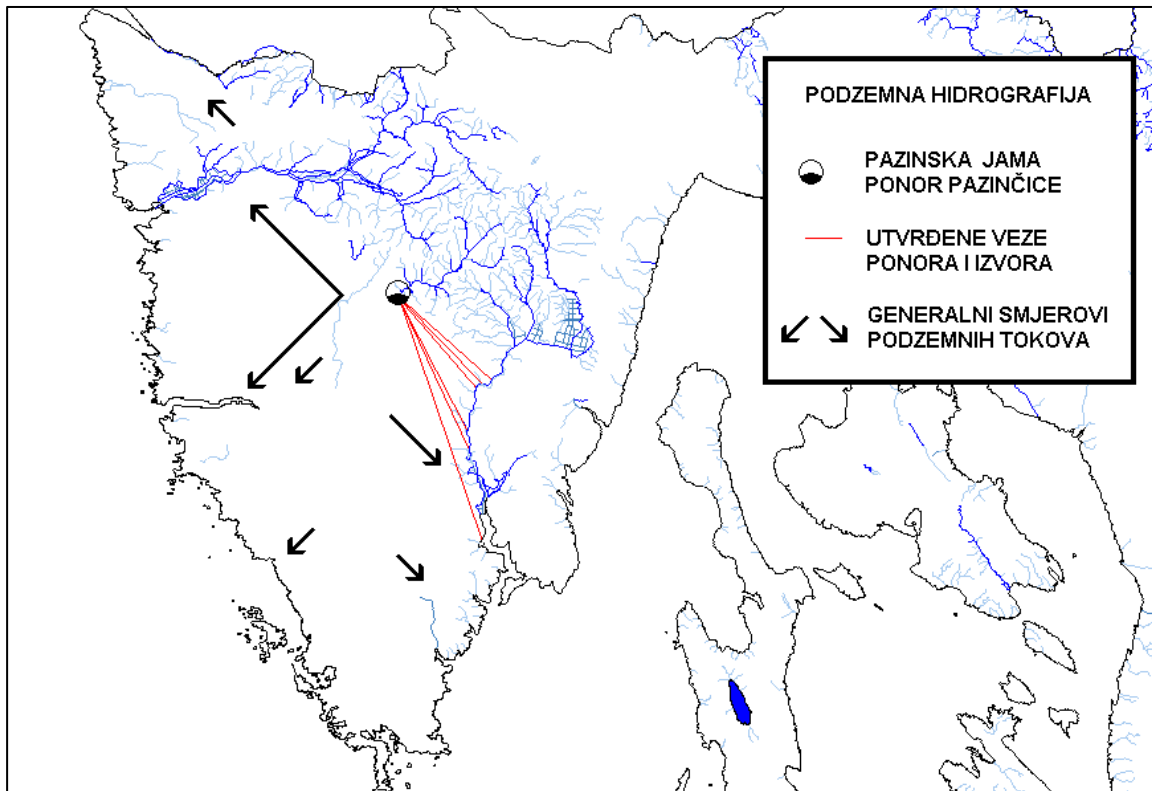 PODZEMNA HIDROGRAFIJA
PAZINSKA JAMA
PONOR PAZINČICE
UTVRĐENE VEZE
PONORA I IZVORA
GENERALNI SMJEROVI
PODZEMNIH TOKOVA